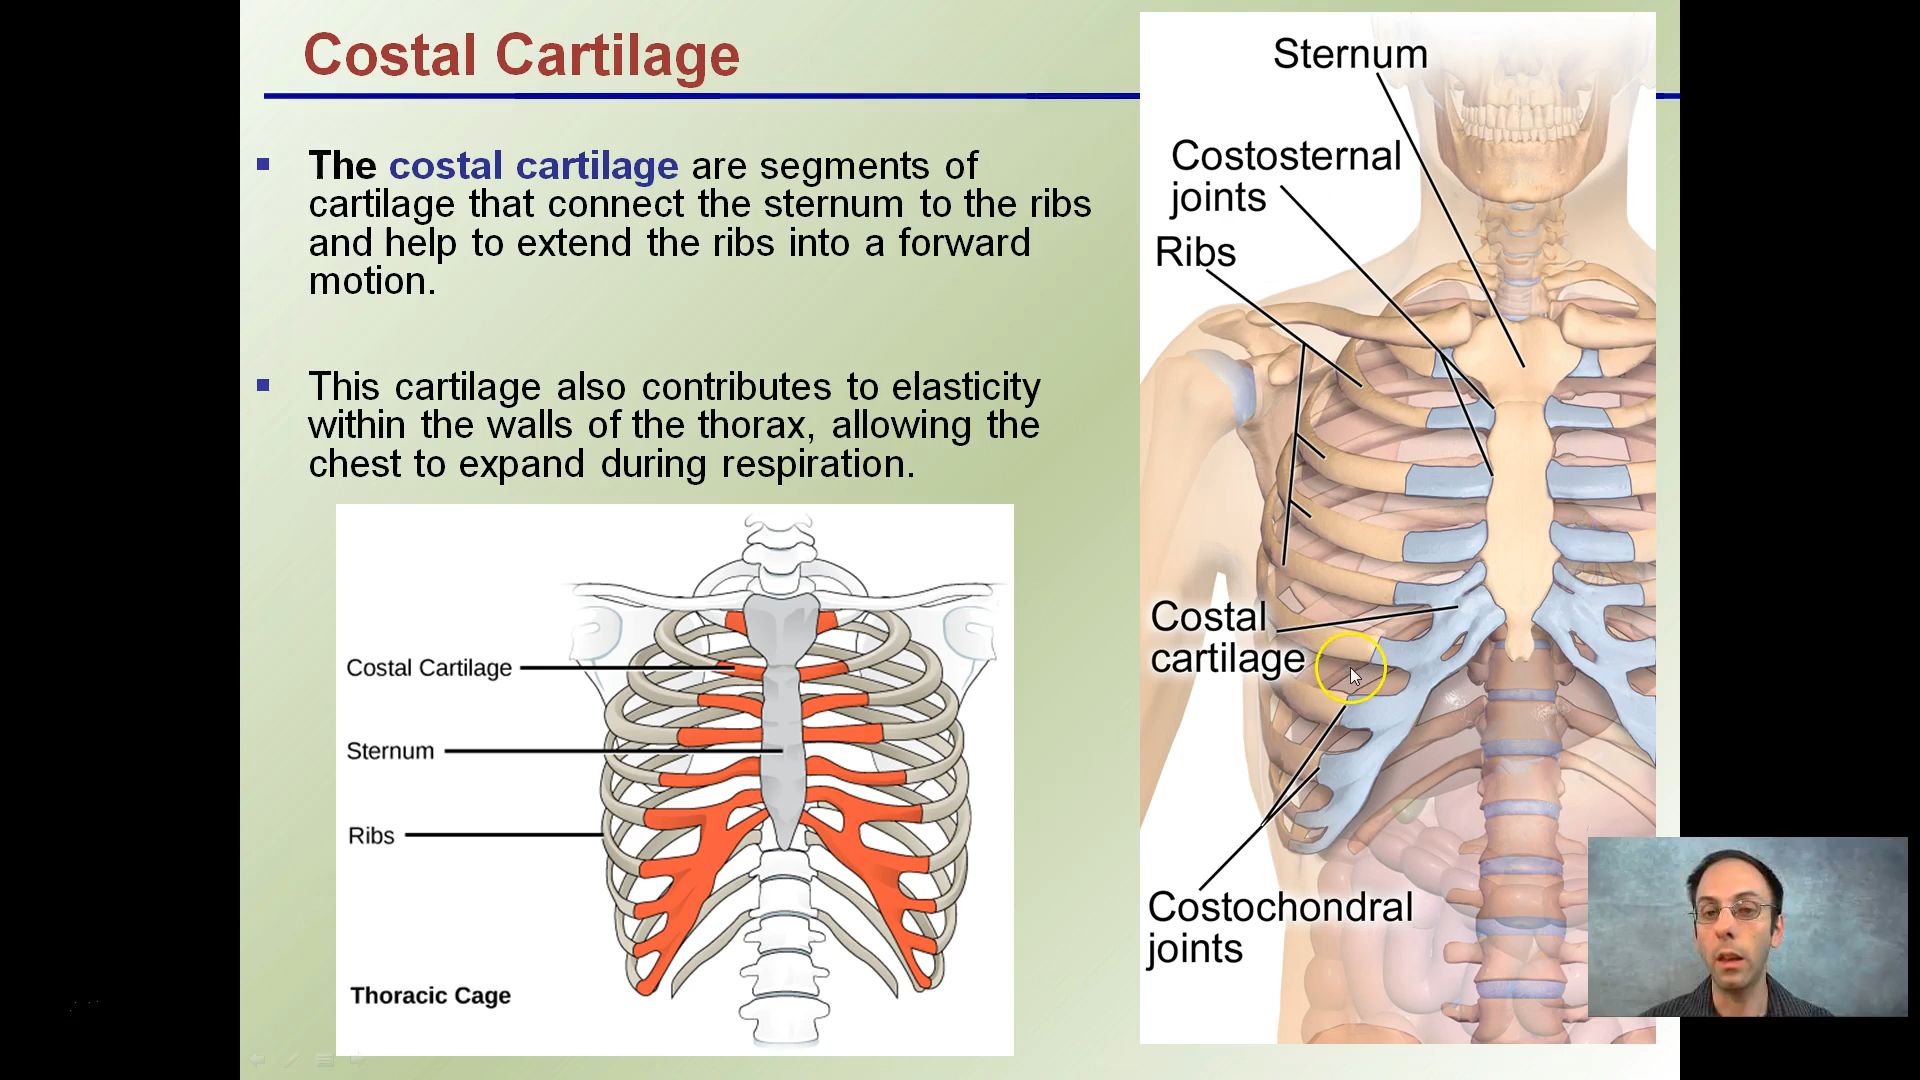 Costal Cartilage
The costal cartilage are segments of
cartilage that connect the sternum to the ribs
and help to extend the ribs into a forward
motion.
This cartilage also contributes to elasticity
within the walls of the thorax, allowing the
chest to expand during respiration.
Costal Cartilage
Sternum
Ribs
Thoracic Cage
Sternum
Costosternal
joints
Ribs
Costal
cartilage
Costochondral
joints